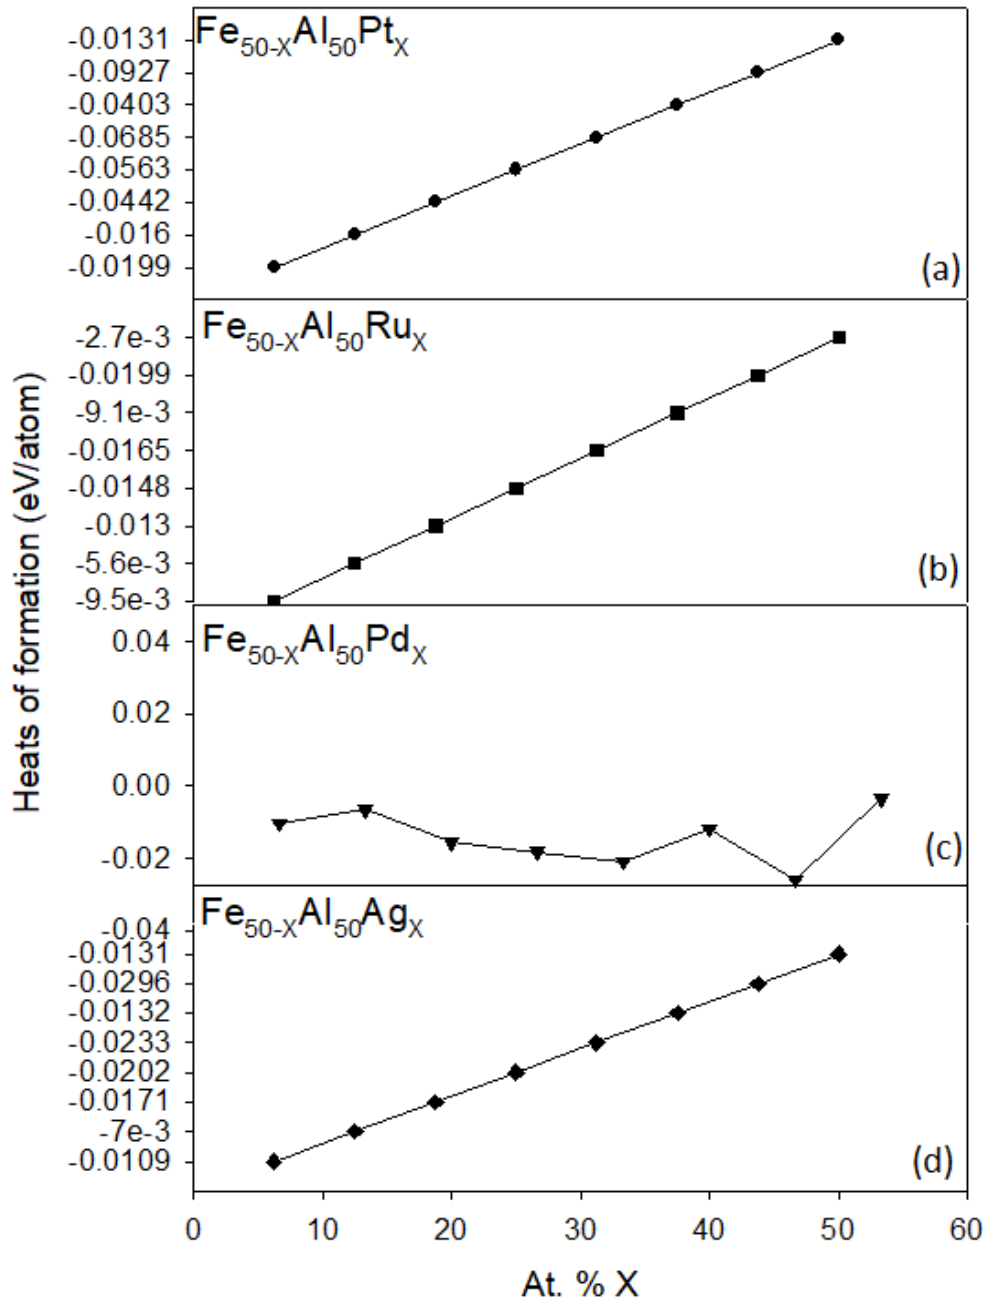 Fe50-XAl50PtX
-0.0131
-0.0927
-0.0403
-0.0685
-0.0563
-0.0442
-0.016
-0.0199
(a)
Fe50-XAl50RuX
-2.7e-3
-0.0199
-9.1e-3
-0.0165
-0.0148
-0.013
-5.6e-3
-9.5e-3
(b)
Heats of formation (eV/atom)
Fe50-XAl50PdX
0.04
0.02
0.00
-0.02
(c)
Fe50-XAl50AgX
-0.04
-0.0131
-0.0296
-0.0132
-0.0233
-0.0202
-0.0171
-7e-3
-0.0109
(d)
0 10 20 30 40 50 60
At. % X